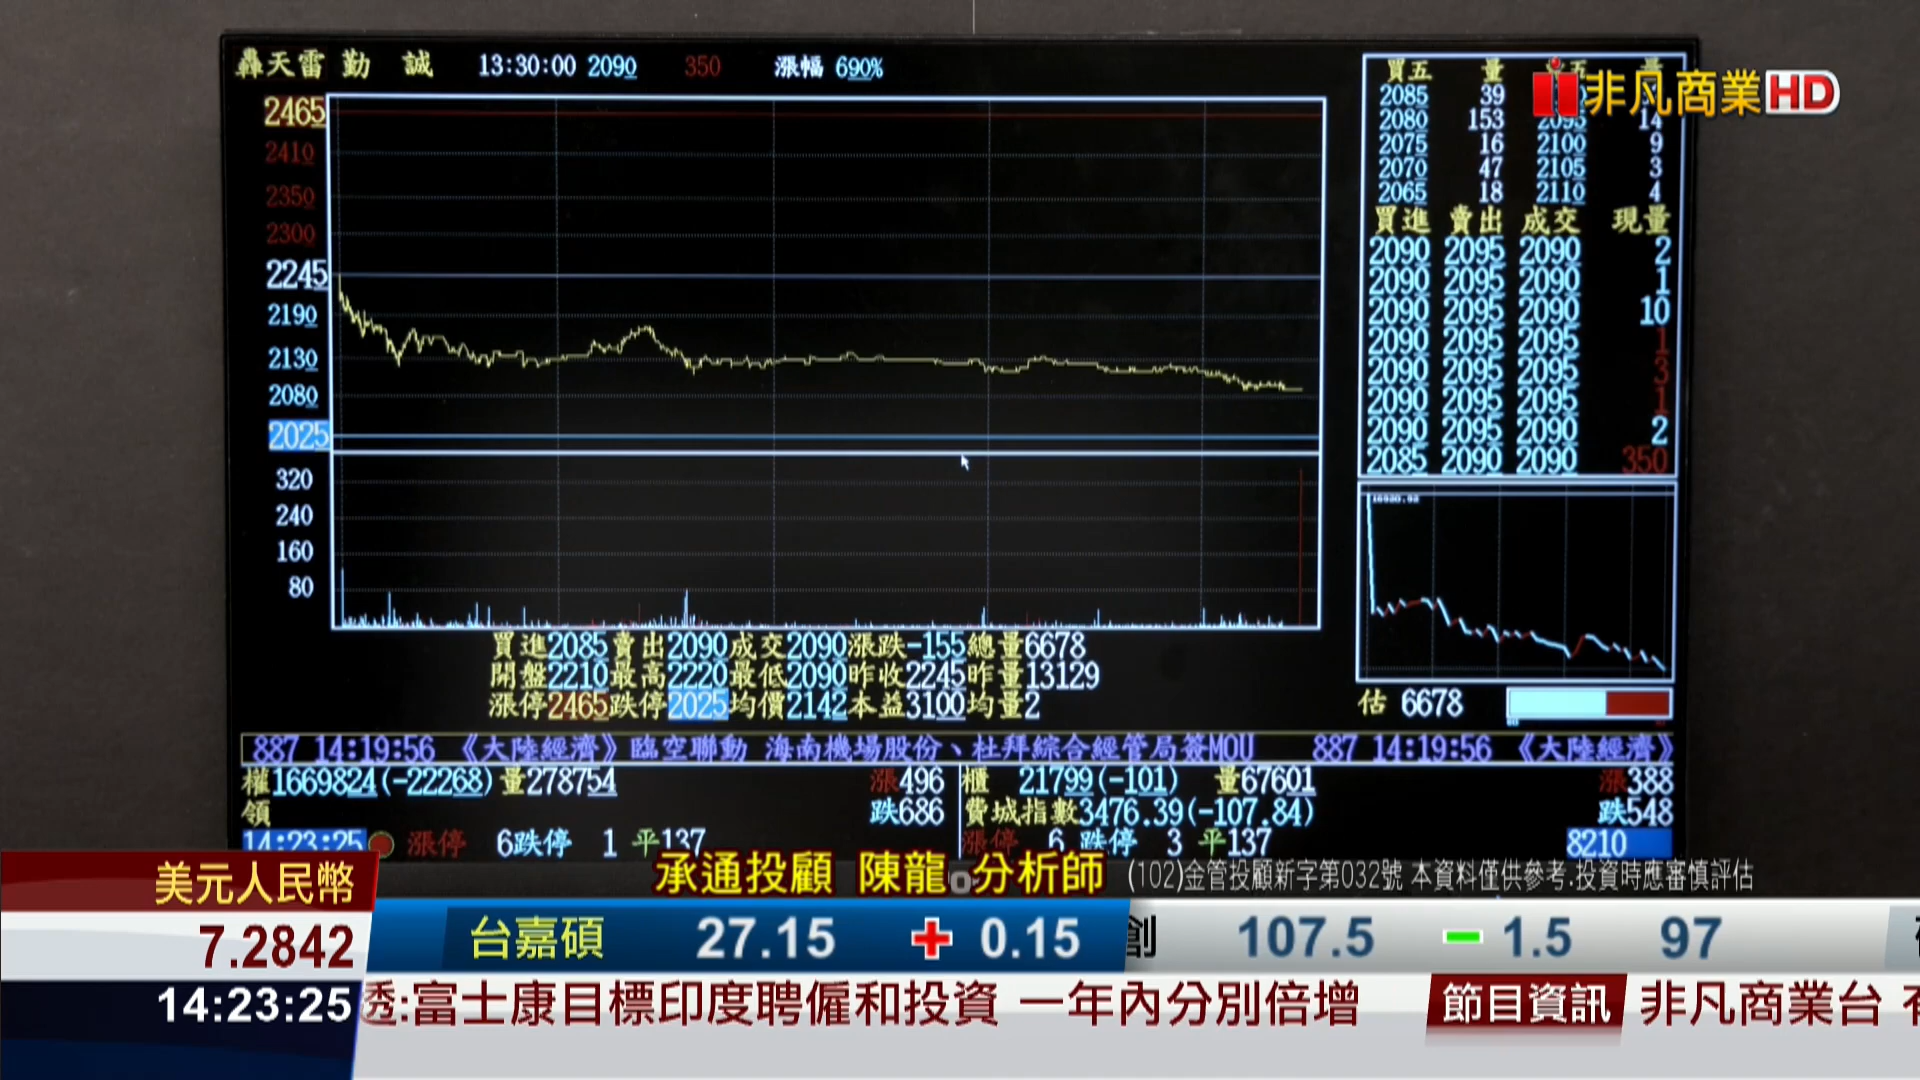 轟天雷 勤 誠 13:30:00 2090 350 漲幅 690%
2465
2410
2350
2300
2245
2190
2130
2080
2025
320
240
160
80
買五 量 五 量
2085 39
2080 153 2095 14
2075 16 2100 9
2070 47 2105 3
2065 18 2110 4
買進 賣出 成交 現量
2090 2095 2090 2
2090 2095 2090 1
2090 2095 2090 10
2090 2095 2095 1
2090 2095 2095 3
2090 2095 2095 1
2090 2095 2090 2
2085 2090 2090 350
非凡商業HD
買進2085賣出2090成交2090漲跌-155總量6678
開盤2210最高2220最低2090昨收2245昨量13129
漲停2465跌停2025均價2142本益3100均量2
估 6678
887 14:19:56 《大陸經濟》臨空聯動 海南機場股份、杜拜綜合經管局簽MOU 887 14:19:56 《大陸經濟》
權1669824(-22268)量278754 漲496 櫃 21799(-101) 量67601 漲388
領 跌686 費城指數3476.39(-107.84) 跌548
14:23:25 漲停 6跌停 1 平137 漲停 6 跌停 3 平137 8210
承通投顧 陳龍 分析師 (102)金管投顧新字第032號 本資料僅供參考.投資時應審慎評估
美元人民幣
7.2842
台嘉碩 27.15 + 0.15 創 107.5 - 1.5 97
14:23:25
透:富士康目標印度聘僱和投資 一年內分別倍增 節目資訊 非凡商業台